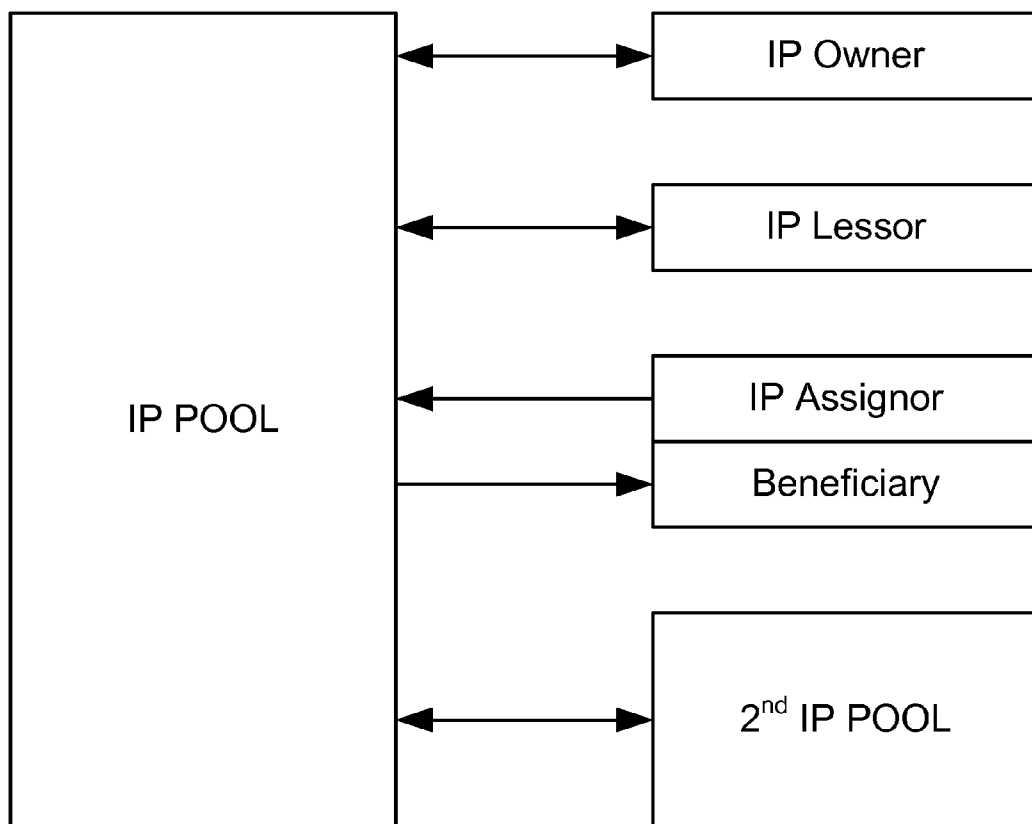 IP POOL
IP Owner
IP Lessor
IP Assignor
Beneficiary
2nd IP POOL